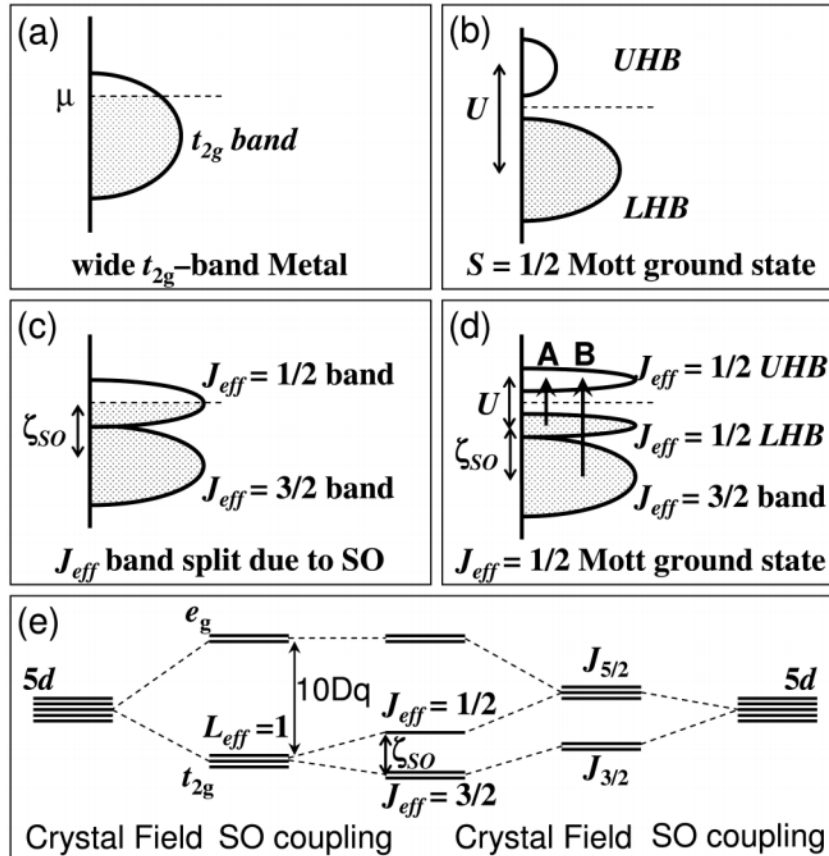 (a)
μ
t2g band
wide t2g–band Metal
(b)
UHB
U
LHB
S = 1/2 Mott ground state
(c)
Jeff = 1/2 band
ζSO
Jeff = 3/2 band
Jeff band split due to SO
(d)
A B
Jeff = 1/2 UHB
U
Jeff = 1/2 LHB
ζSO
Jeff = 3/2 band
Jeff = 1/2 Mott ground state
(e)
eg
5d
10Dq
J5/2
5d
Leff =1
Jeff = 1/2
t2g
ζSO
J3/2
Jeff = 3/2
Crystal Field SO coupling Crystal Field SO coupling